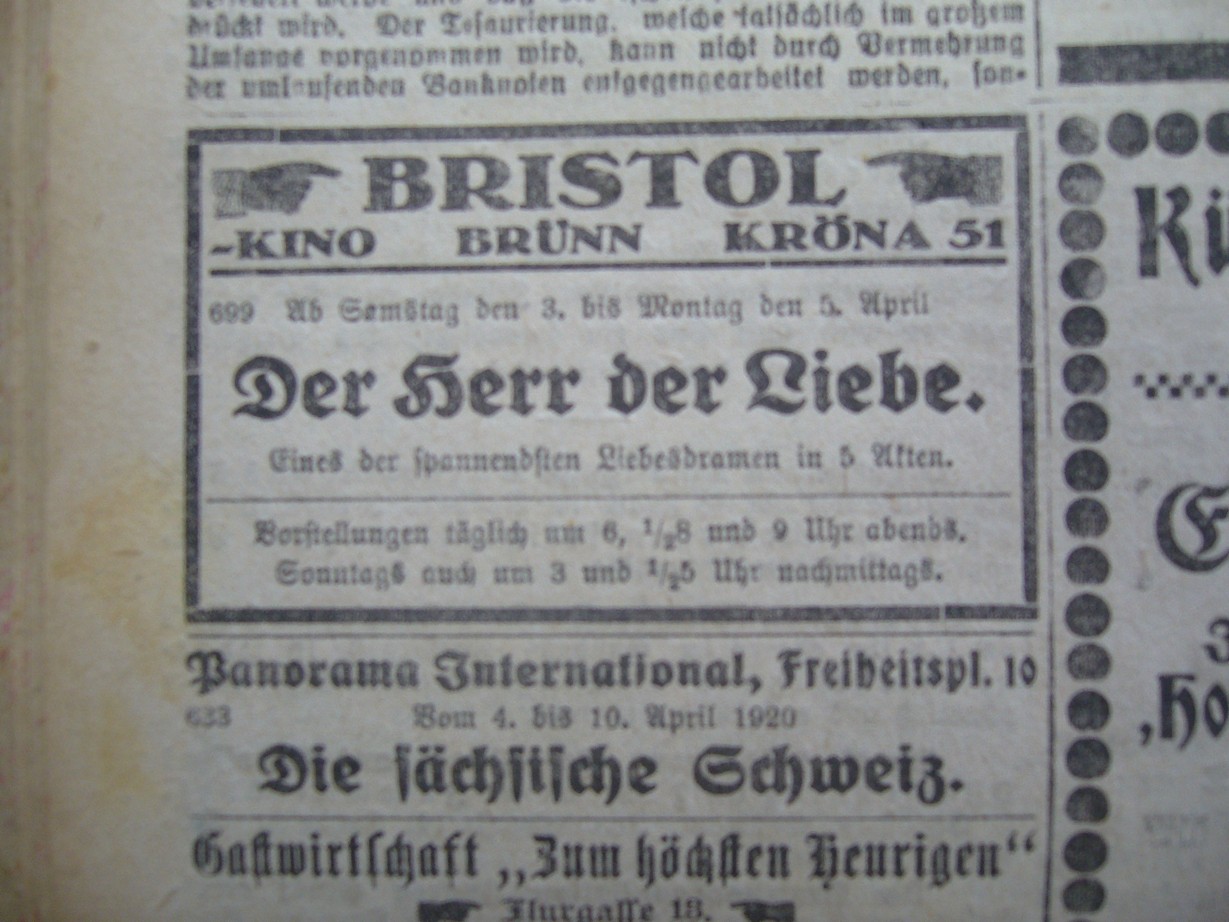 drückt wird. Der Tesaurierung, welche tatsächlich im großem
Umfange vorgenommen wird, kann nicht durch Vermehrung
der umlaufenden Banknoten entgegengearbeitet werden, son-
BRISTOL
-KINO BRÜNN KRÖNA 51
699 Ab Samstag den 3. bis Montag den 5. April
Der Herr der Liebe.
Eines der spannendsten Liebesdramen in 5 Akten.
Vorstellungen täglich um 6, 1/28 und 9 Uhr abends.
Sonntags auch um 3 und 1/25 Uhr nachmittags.
Panorama International, Freiheitspl. 10
633 Vom 4. bis 10. April 1920
Die sächsische Schweiz.
Gastwirtschaft „Zum höchsten Heurigen“
Flurgasse 18.